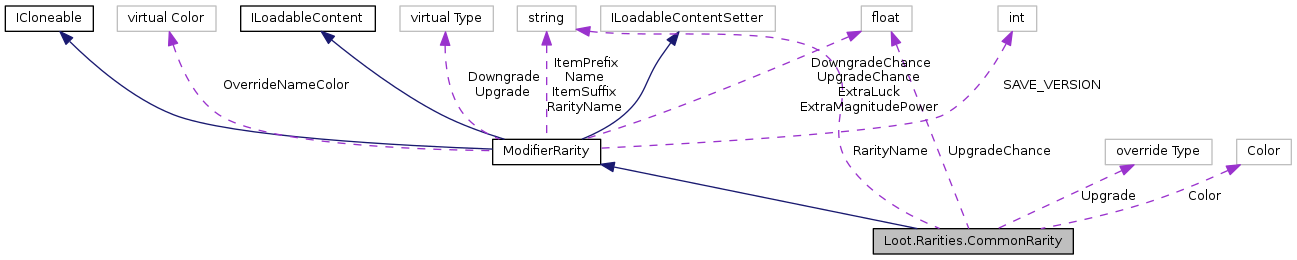 ICloneable
virtual Color
ILoadableContent
virtual Type
string
ILoadableContentSetter
float
int
OverrideNameColor
Downgrade
Upgrade
ItemPrefix
Name
ItemSuffix
RarityName
DowngradeChance
UpgradeChance
ExtraLuck
ExtraMagnitudePower
SAVE_VERSION
ModifierRarity
RarityName
UpgradeChance
override Type
Color
Upgrade
Color
Loot.Rarities.CommonRarity